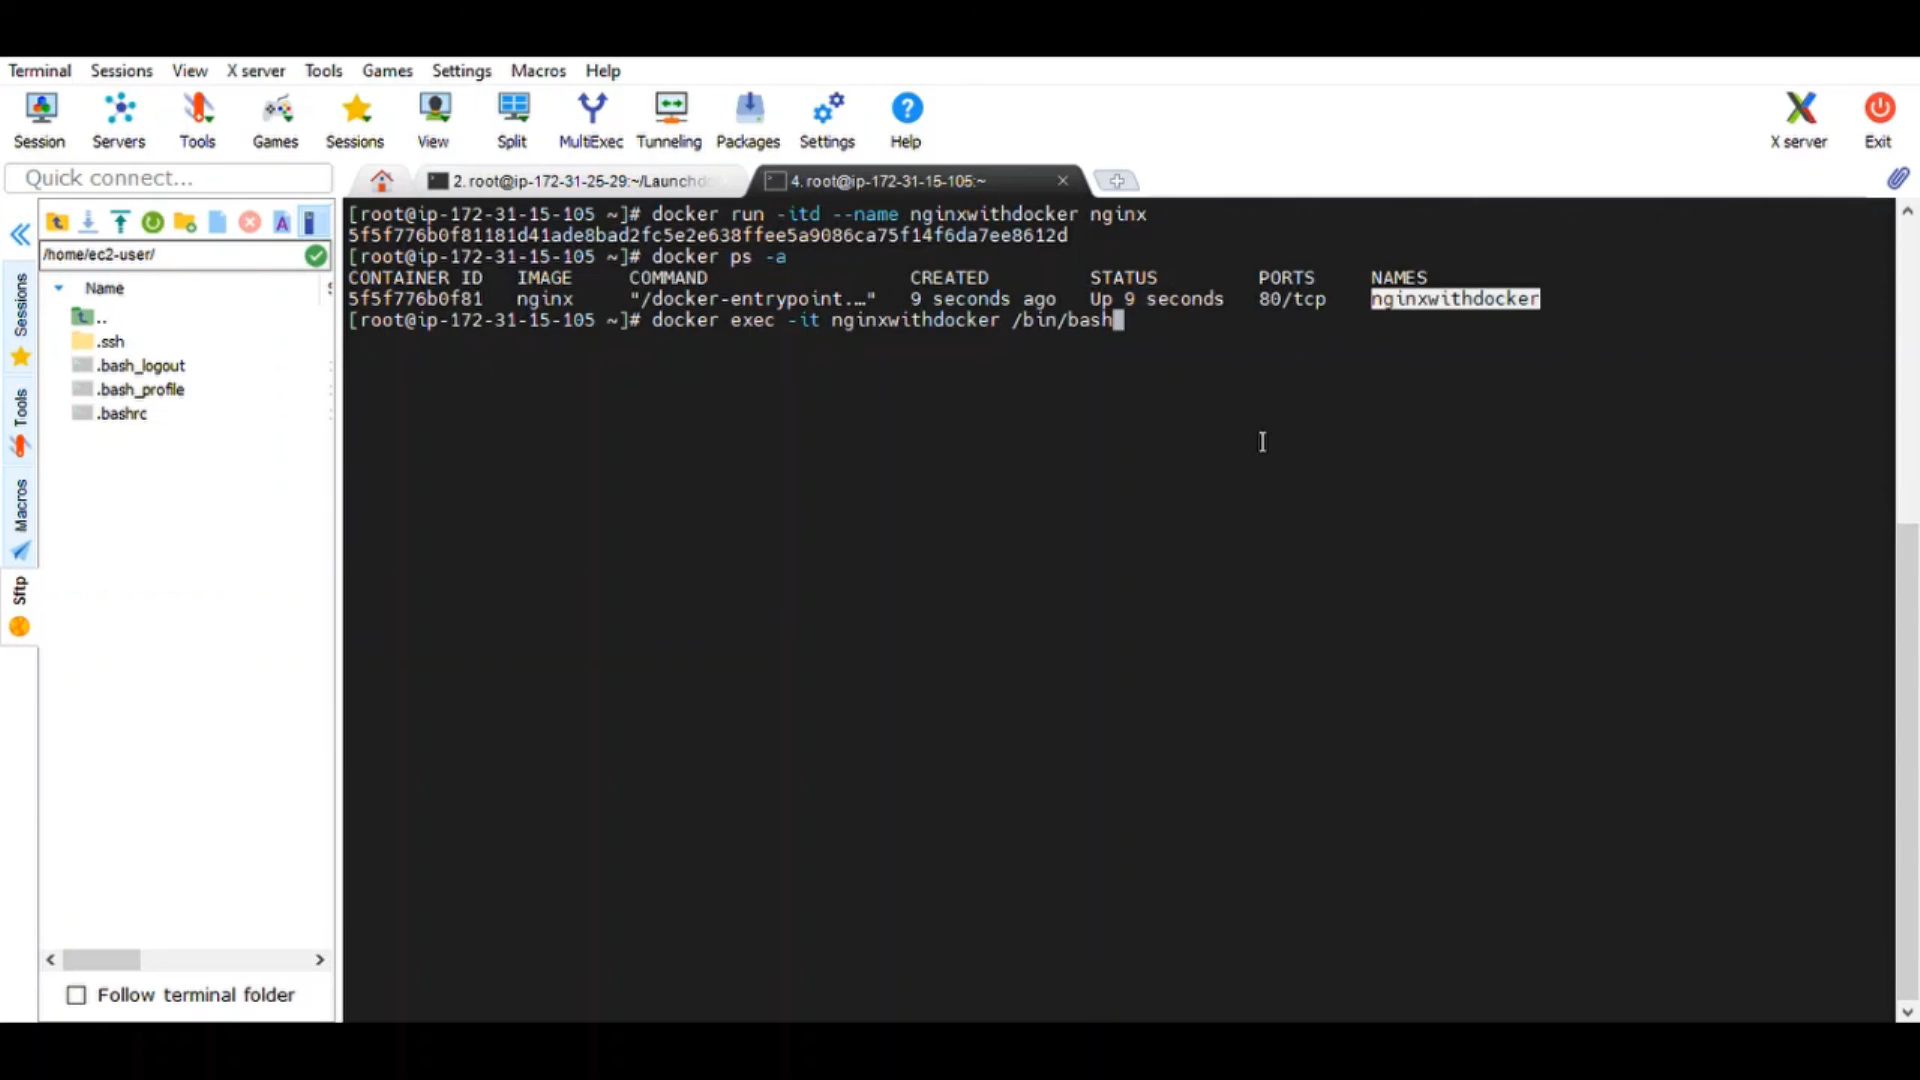 Terminal Sessions View X server Tools Games Settings Macros Help
Session Servers Tools Games Sessions View Split MultiExec Tunneling Packages Settings Help X server Exit
Quick connect...
2. root@ip-172-31-25-29:~/Launchd
4. root@ip-172-31-15-105:~
/home/ec2-user/
Name
..
.ssh
.bash_logout
.bash_profile
.bashrc
Sessions
Tools
Macros
Sftp
Follow terminal folder
[root@ip-172-31-15-105 ~]# docker run -itd --name nginxwithdocker nginx
5f5f776b0f81181d41ade8bad2fc5e2e638ffee5a9086ca75f14f6da7ee8612d
[root@ip-172-31-15-105 ~]# docker ps -a
CONTAINER ID IMAGE COMMAND CREATED STATUS PORTS NAMES
5f5f776b0f81 nginx "/docker-entrypoint.…" 9 seconds ago Up 9 seconds 80/tcp nginxwithdocker
[root@ip-172-31-15-105 ~]# docker exec -it nginxwithdocker /bin/bash